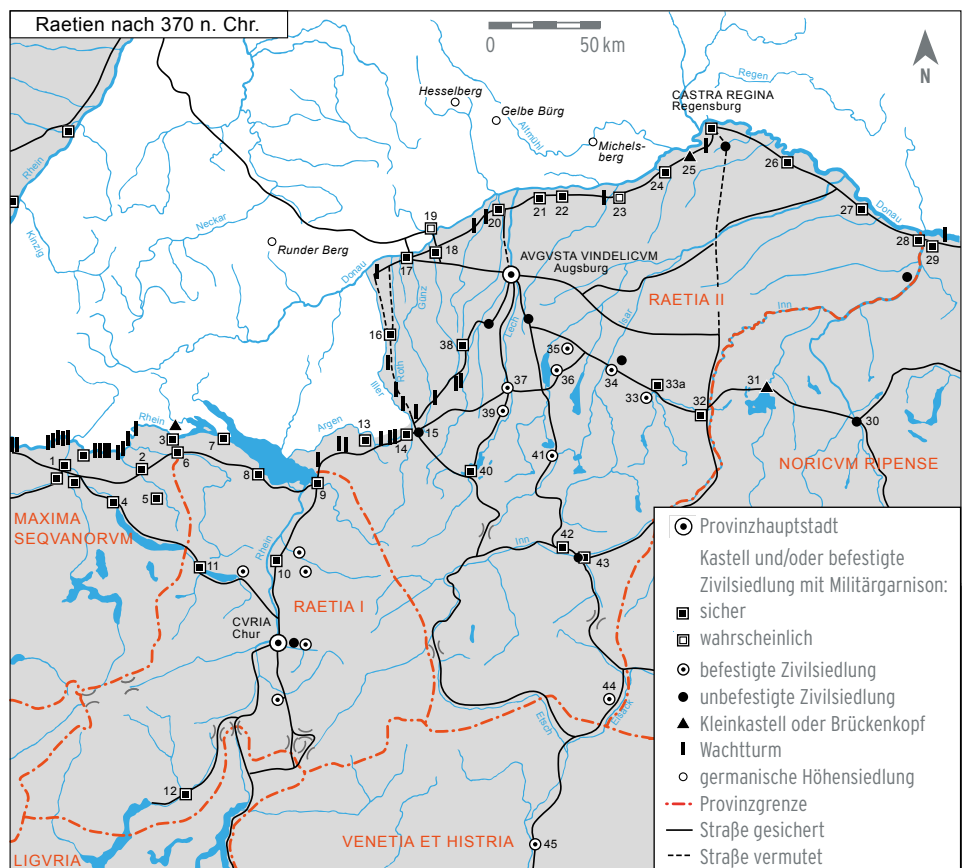 Raetien nach 370 n. Chr.
0 50 km
N
Hesselberg
Gelbe Bürg
Altmühl
Michels-
berg
Regen
CASTRA REGINA
Regensburg
Rhein
Kinzig
Neckar
Runder Berg
Donau
Donau
19
18
17
20
21
22
23
24
25
26
27
28
29
AVGVSTA VINDELICVM
Augsburg
RAETIA II
Günz
Lech
Isar
Inn
16
Roth
Iller
38
35
36
34
33a
33
32
31
30
37
39
Rhein
Argen
13
14
15
40
41
NORICVM RIPENSE
1
2
3
6
7
8
9
4
5
MAXIMA
SEQVANORVM
11
10
Rhein
Inn
42
43
RAETIA I
CVRIA
Chur
44
Eisack
Etsch
12
LIGVRIA
VENETIA ET HISTRIA
45
Provinzhauptstadt
Kastell und/oder befestigte
Zivilsiedlung mit Militärgarnison:
sicher
wahrscheinlich
befestigte Zivilsiedlung
unbefestigte Zivilsiedlung
Kleinkastell oder Brückenkopf
Wachtturm
germanische Höhensiedlung
Provinzgrenze
Straße gesichert
Straße vermutet